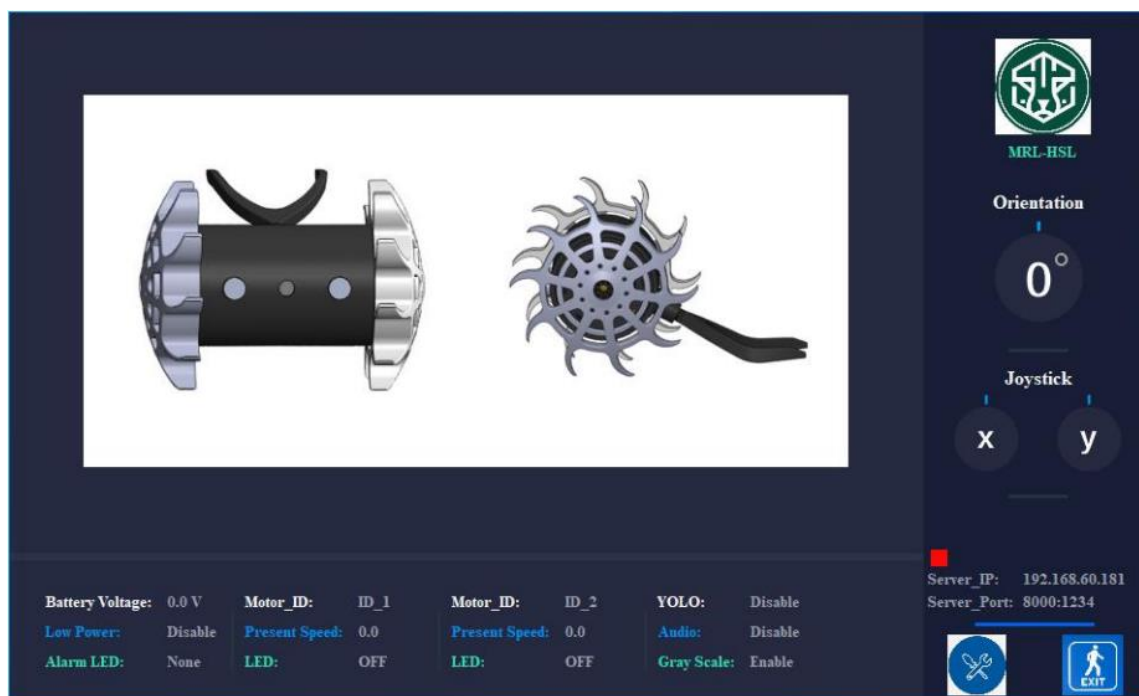 MRL-HSL
Orientation
0°
Joystick
x y
Server_IP: 192.168.60.181
Server_Port: 8000:1234
EXIT
Battery Voltage: 0.0 V Motor_ID: ID_1 Motor_ID: ID_2 YOLO: Disable
Low Power: Disable Present Speed: 0.0 Present Speed: 0.0 Audio: Disable
Alarm LED: None LED: OFF LED: OFF Gray Scale: Enable